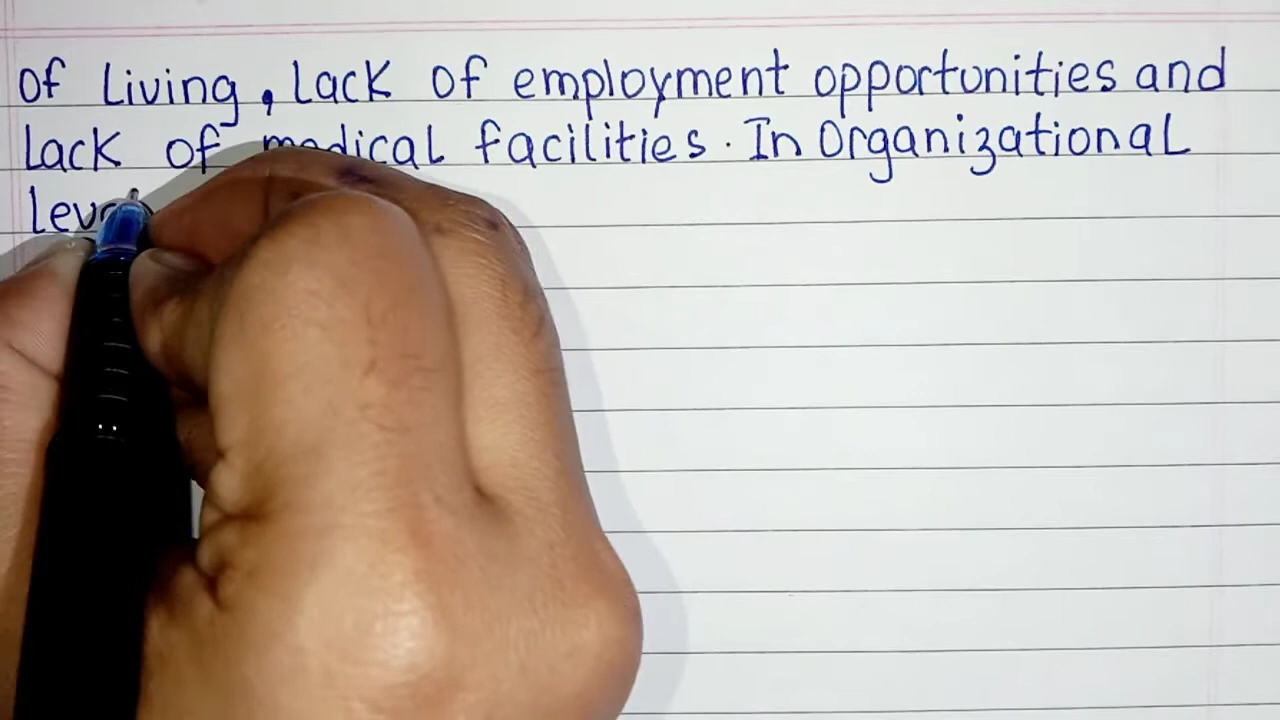 of Living, lack of employment opportunities and
lack of medical facilities. In Organizational